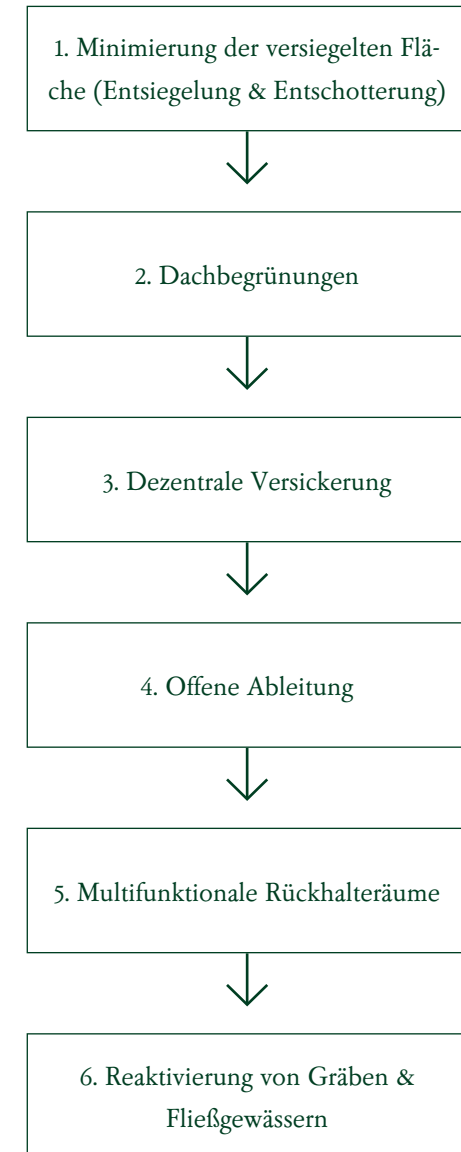 1. Minimierung der versiegelten Flä-
che (Entsiegelung & Entschotterung)
2. Dachbegrünungen
3. Dezentrale Versickerung
4. Offene Ableitung
5. Multifunktionale Rückhalteräume
6. Reaktivierung von Gräben &
Fließgewässern